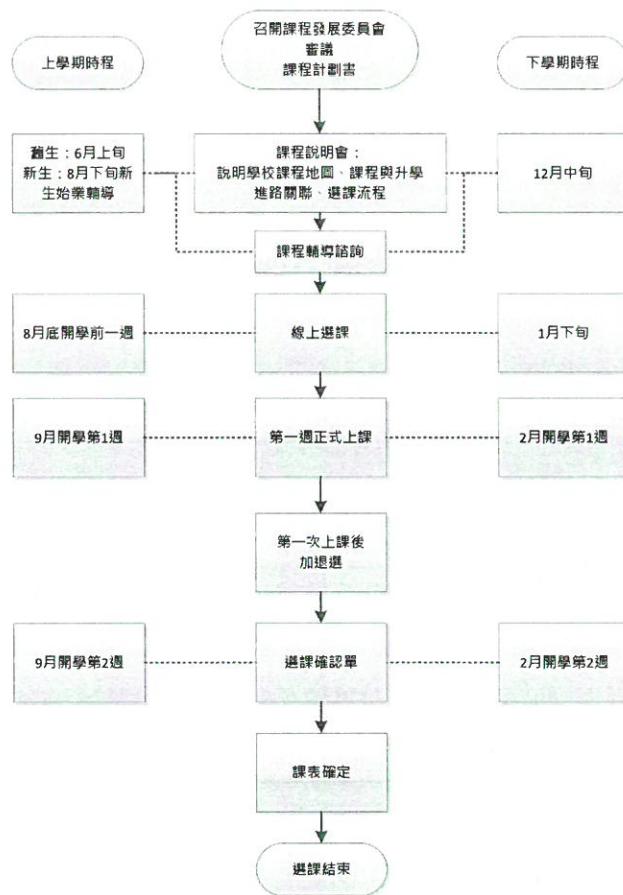 召開課程發展委員會
審議
課程計劃書
上學期時程
下學期時程
舊生：6月上旬
新生：8月下旬新
生始業輔導
課程說明會：
說明學校課程地圖、課程與升學
進路關聯、選課流程
12月中旬
課程輔導諮詢
8月底開學前一週
線上選課
1月下旬
9月開學第1週
第一週正式上課
2月開學第1週
第一次上課後
加退選
9月開學第2週
選課確認單
2月開學第2週
課表確定
選課結束